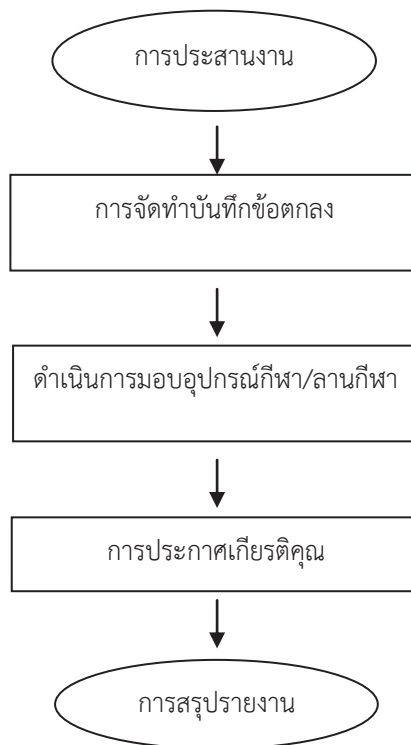 การประสานงาน
การจัดทำบันทึกข้อตกลง
ดำเนินการมอบอุปกรณ์กีฬา/ลานกีฬา
การประกาศเกียรติคุณ
การสรุปรายงาน